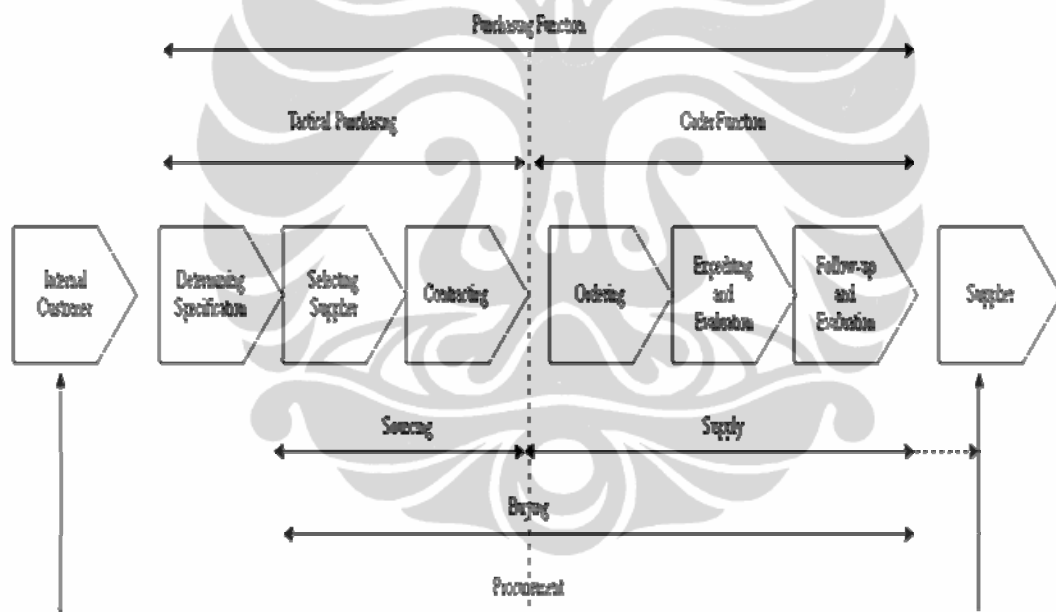 Purchasing Function
Tactical Purchasing
Order Function
Internal
Customer
Determining
Specification
Selecting
Supplier
Contracting
Ordering
Expediting
and
Evaluation
Follow-up
and
Evaluation
Supplier
Sourcing
Supply
Buying
Procurement